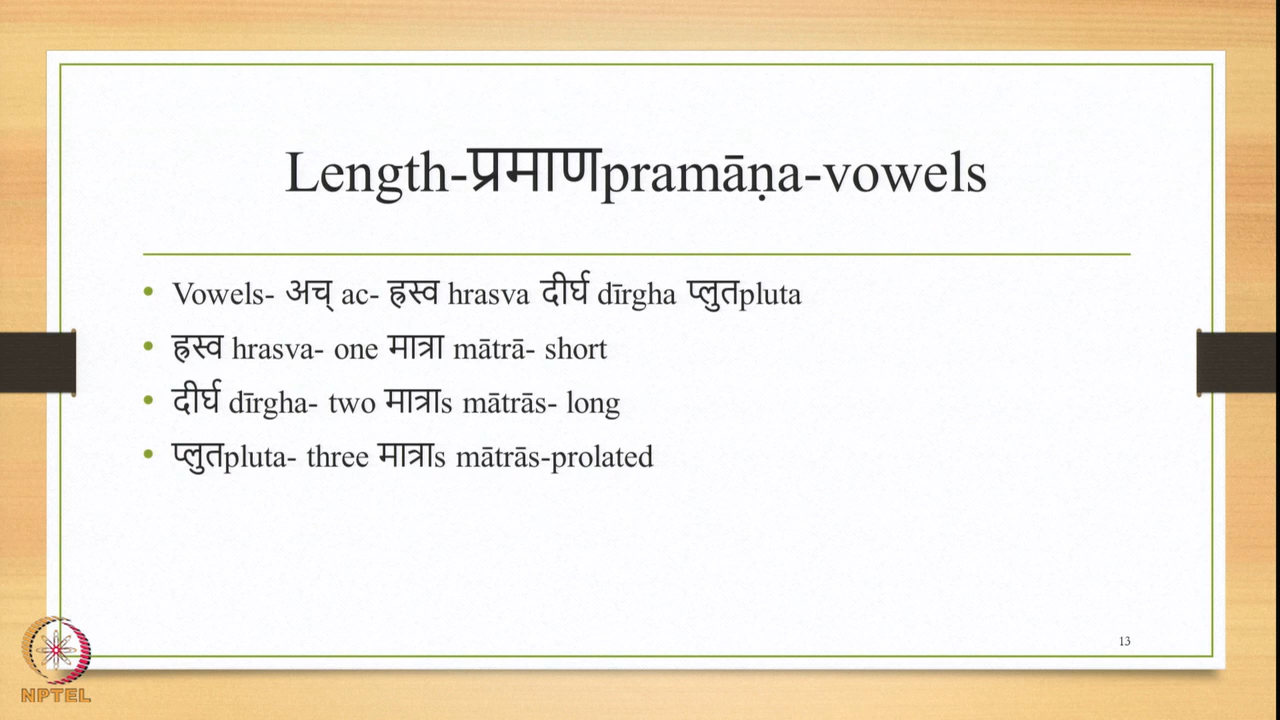 Length-प्रमाणpramāṇa-vowels
• Vowels- अच् ac- ह्रस्व hrasva दीर्घ dīrgha प्लुतpluta
• ह्रस्व hrasva- one मात्रा mātrā- short
• दीर्घ dīrgha- two मात्राs mātrās- long
• प्लुतpluta- three मात्राs mātrās-prolated
13
NPTEL